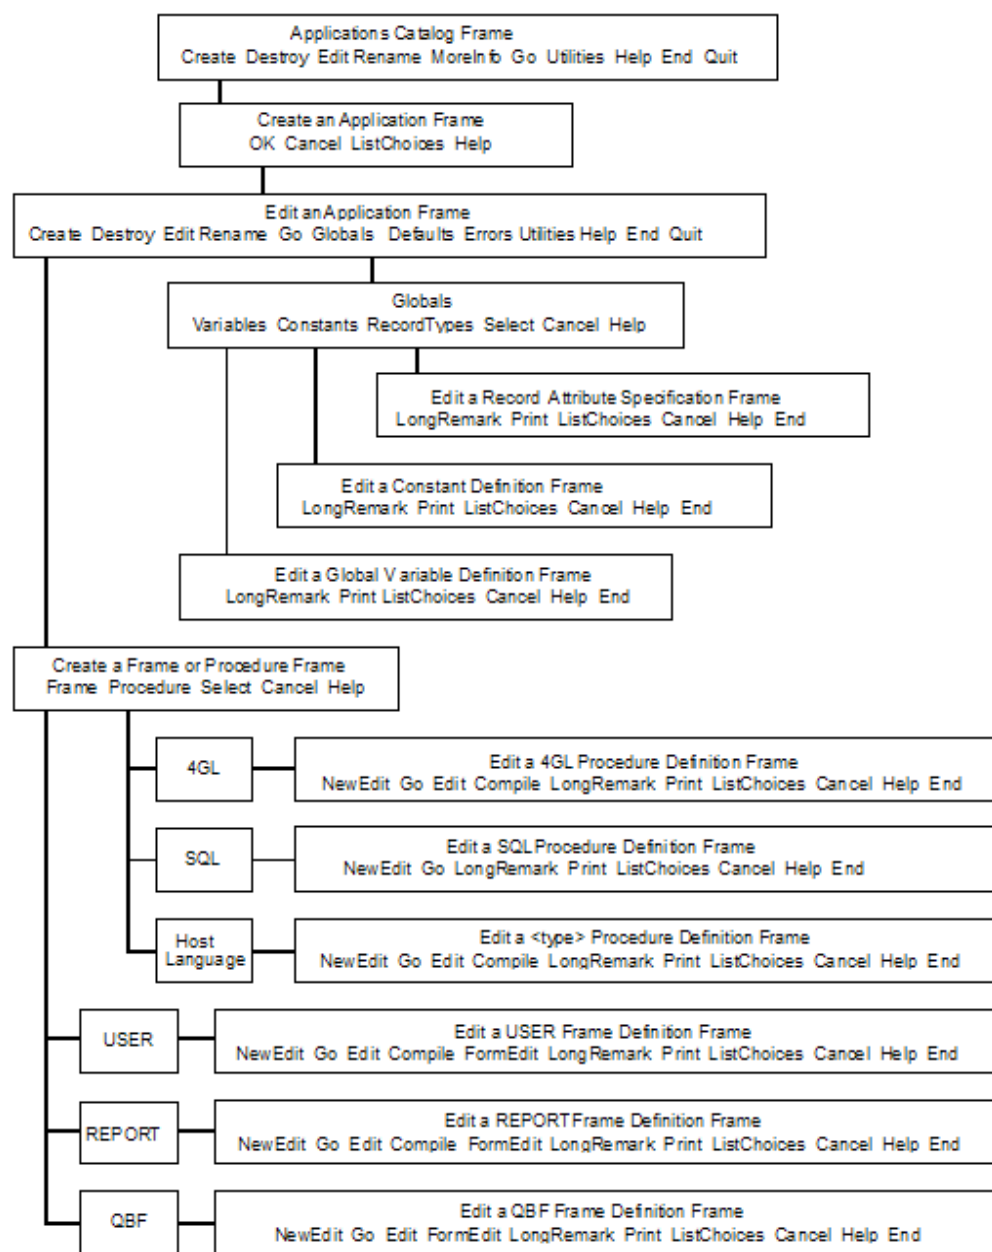 Applications Catalog Frame
Create Destroy Edit Rename MoreInfo Go Utilities Help End Quit
Create an Application Frame
OK Cancel ListChoices Help
Edit an Application Frame
Create Destroy Edit Rename Go Globals Defaults Errors Utilities Help End Quit
Globals
Variables Constants RecordTypes Select Cancel Help
Edit a Record Attribute Specification Frame
LongRemark Print ListChoices Cancel Help End
Edit a Constant Definition Frame
LongRemark Print ListChoices Cancel Help End
Edit a Global Variable Definition Frame
LongRemark Print ListChoices Cancel Help End
Create a Frame or Procedure Frame
Frame Procedure Select Cancel Help
4GL
Edit a 4GL Procedure Definition Frame
NewEdit Go Edit Compile LongRemark Print ListChoices Cancel Help End
SQL
Edit a SQL Procedure Definition Frame
NewEdit Go LongRemark Print ListChoices Cancel Help End
Host
Language
Edit a <type> Procedure Definition Frame
NewEdit Go Edit Compile LongRemark Print ListChoices Cancel Help End
USER
Edit a USER Frame Definition Frame
NewEdit Go Edit Compile FormEdit LongRemark Print ListChoices Cancel Help End
REPORT
Edit a REPORT Frame Definition Frame
NewEdit Go Edit Compile FormEdit LongRemark Print ListChoices Cancel Help End
QBF
Edit a QBF Frame Definition Frame
NewEdit Go Edit FormEdit LongRemark Print ListChoices Cancel Help End